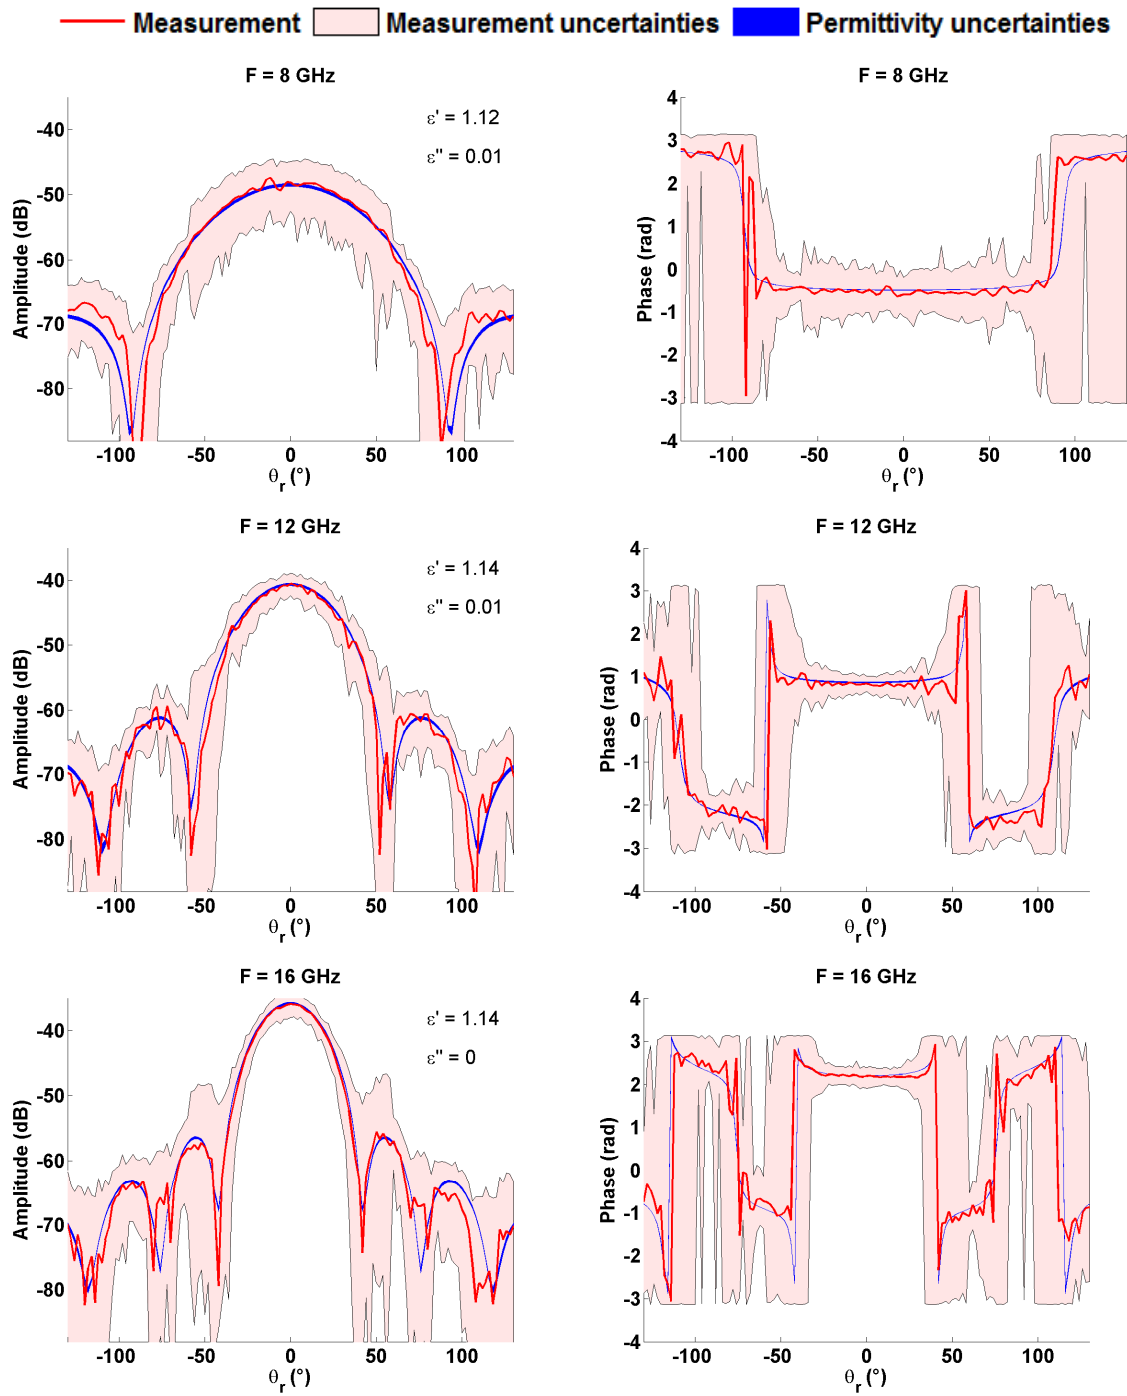 Measurement Measurement uncertainties Permittivity uncertainties
F = 8 GHz
ε' = 1.12
ε'' = 0.01
Amplitude (dB)
-40
-50
-60
-70
-80
-100 -50 0 50 100
θr (°)
F = 8 GHz
Phase (rad)
4
3
2
1
0
-1
-2
-3
-4
-100 -50 0 50 100
θr (°)
F = 12 GHz
ε' = 1.14
ε'' = 0.01
Amplitude (dB)
-40
-50
-60
-70
-80
-100 -50 0 50 100
θr (°)
F = 12 GHz
Phase (rad)
4
3
2
1
0
-1
-2
-3
-4
-100 -50 0 50 100
θr (°)
F = 16 GHz
ε' = 1.14
ε'' = 0
Amplitude (dB)
-40
-50
-60
-70
-80
-100 -50 0 50 100
θr (°)
F = 16 GHz
Phase (rad)
4
3
2
1
0
-1
-2
-3
-4
-100 -50 0 50 100
θr (°)